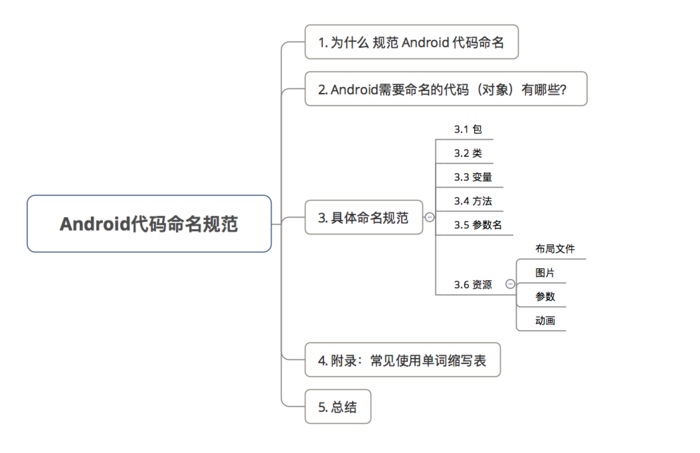 1. 为什么 规范 Android 代码命名
2. Android需要命名的代码（对象）有哪些？
3.1 包
3.2 类
3.3 变量
Android代码命名规范
3. 具体命名规范
3.4 方法
3.5 参数名
布局文件
图片
3.6 资源
参数
动画
4. 附录：常见使用单词缩写表
5. 总结